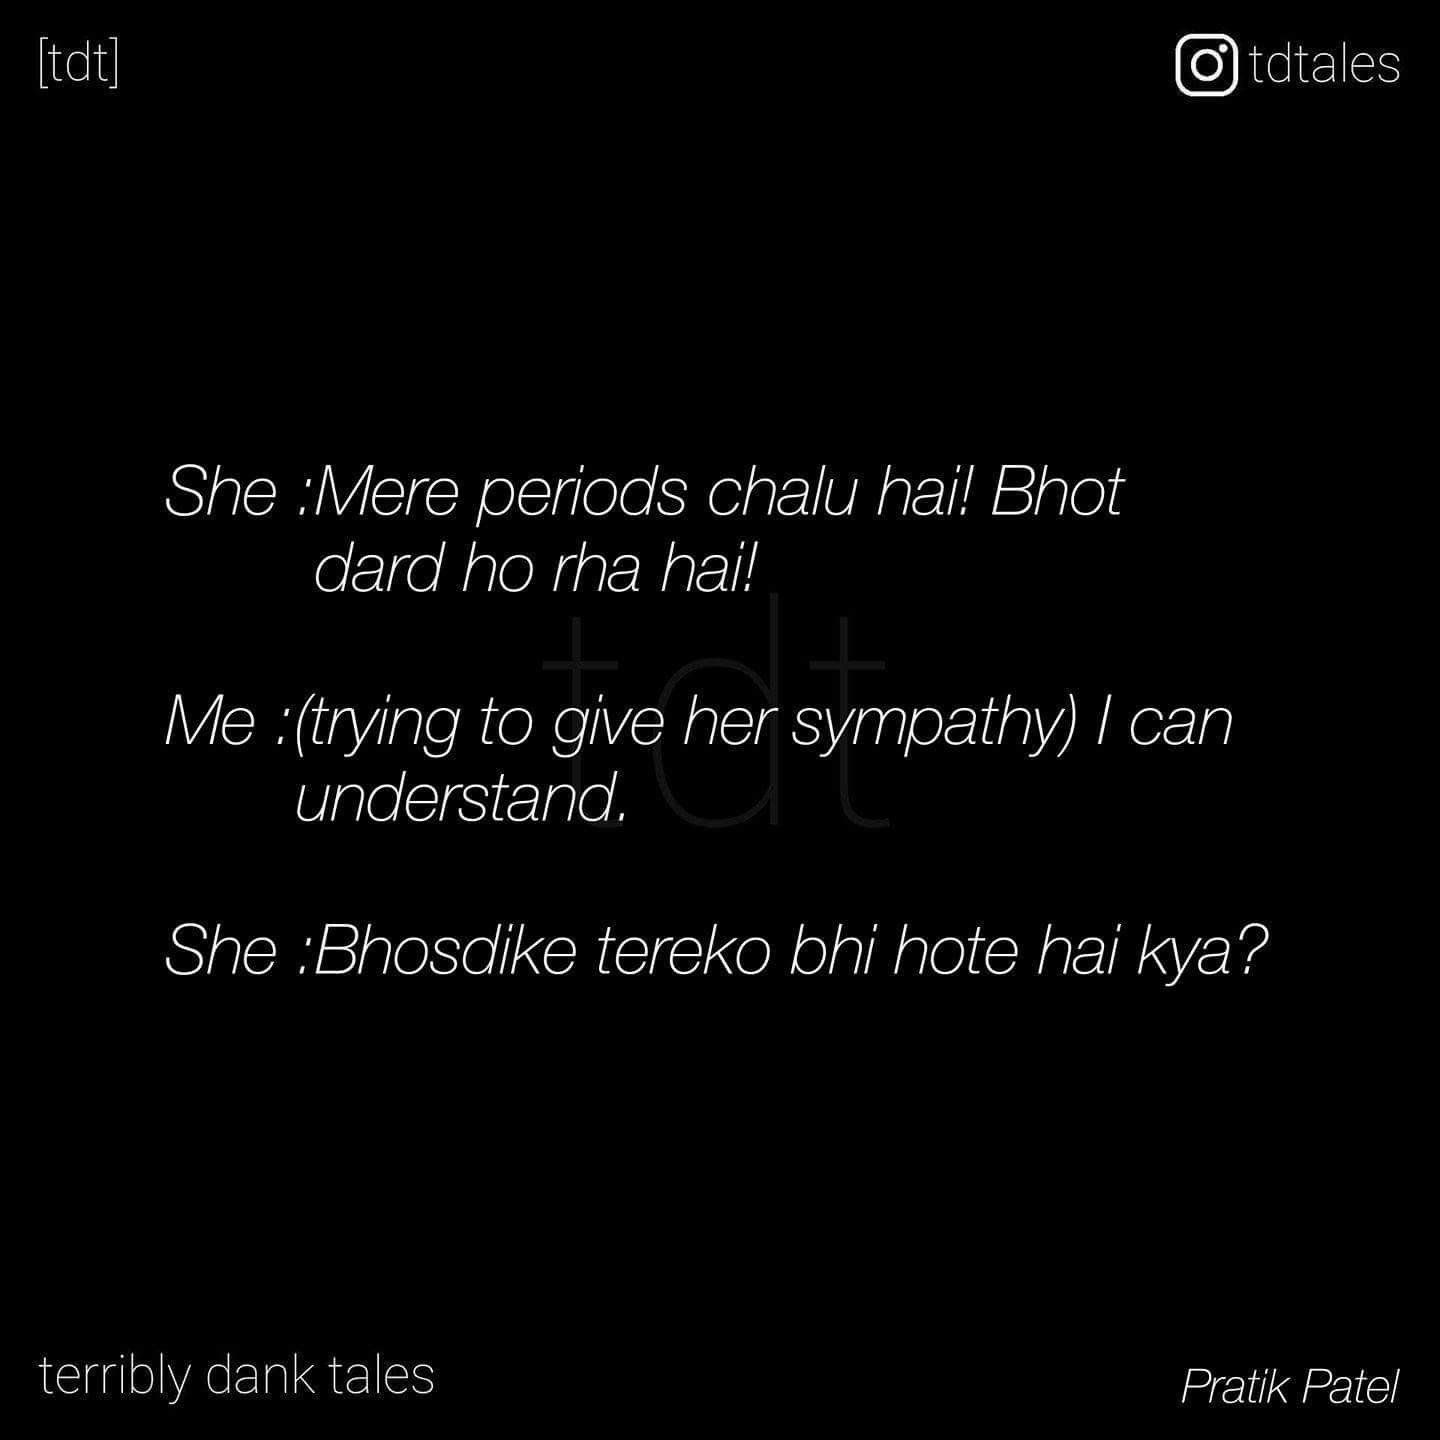 [tdt]
tdtales
She :Mere periods chalu hai! Bhot
dard ho rha hai!
tdt
Me :(trying to give her sympathy) I can
understand.
She :Bhosdike tereko bhi hote hai kya?
terribly dank tales
Pratik Patel